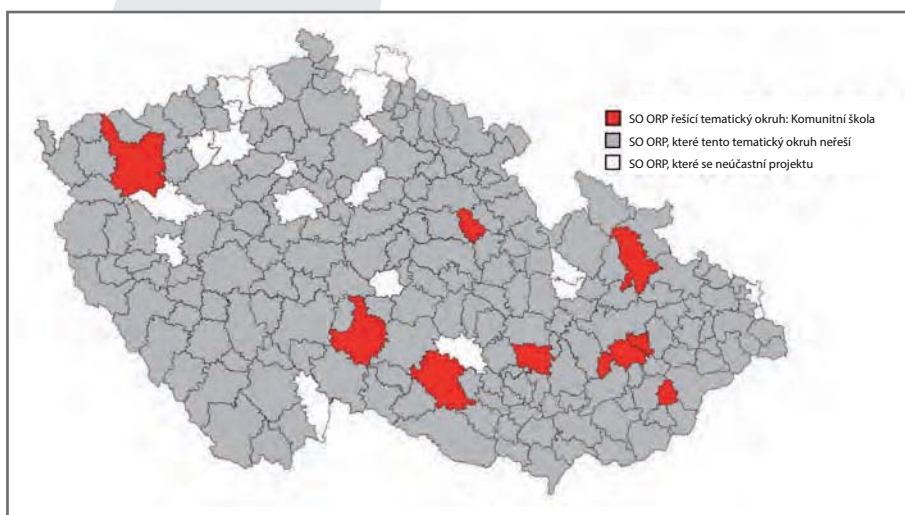 SO ORP řešící tematický okruh: Komunitní škola
SO ORP, které tento tematický okruh neřeší
SO ORP, které se neúčastní projektu